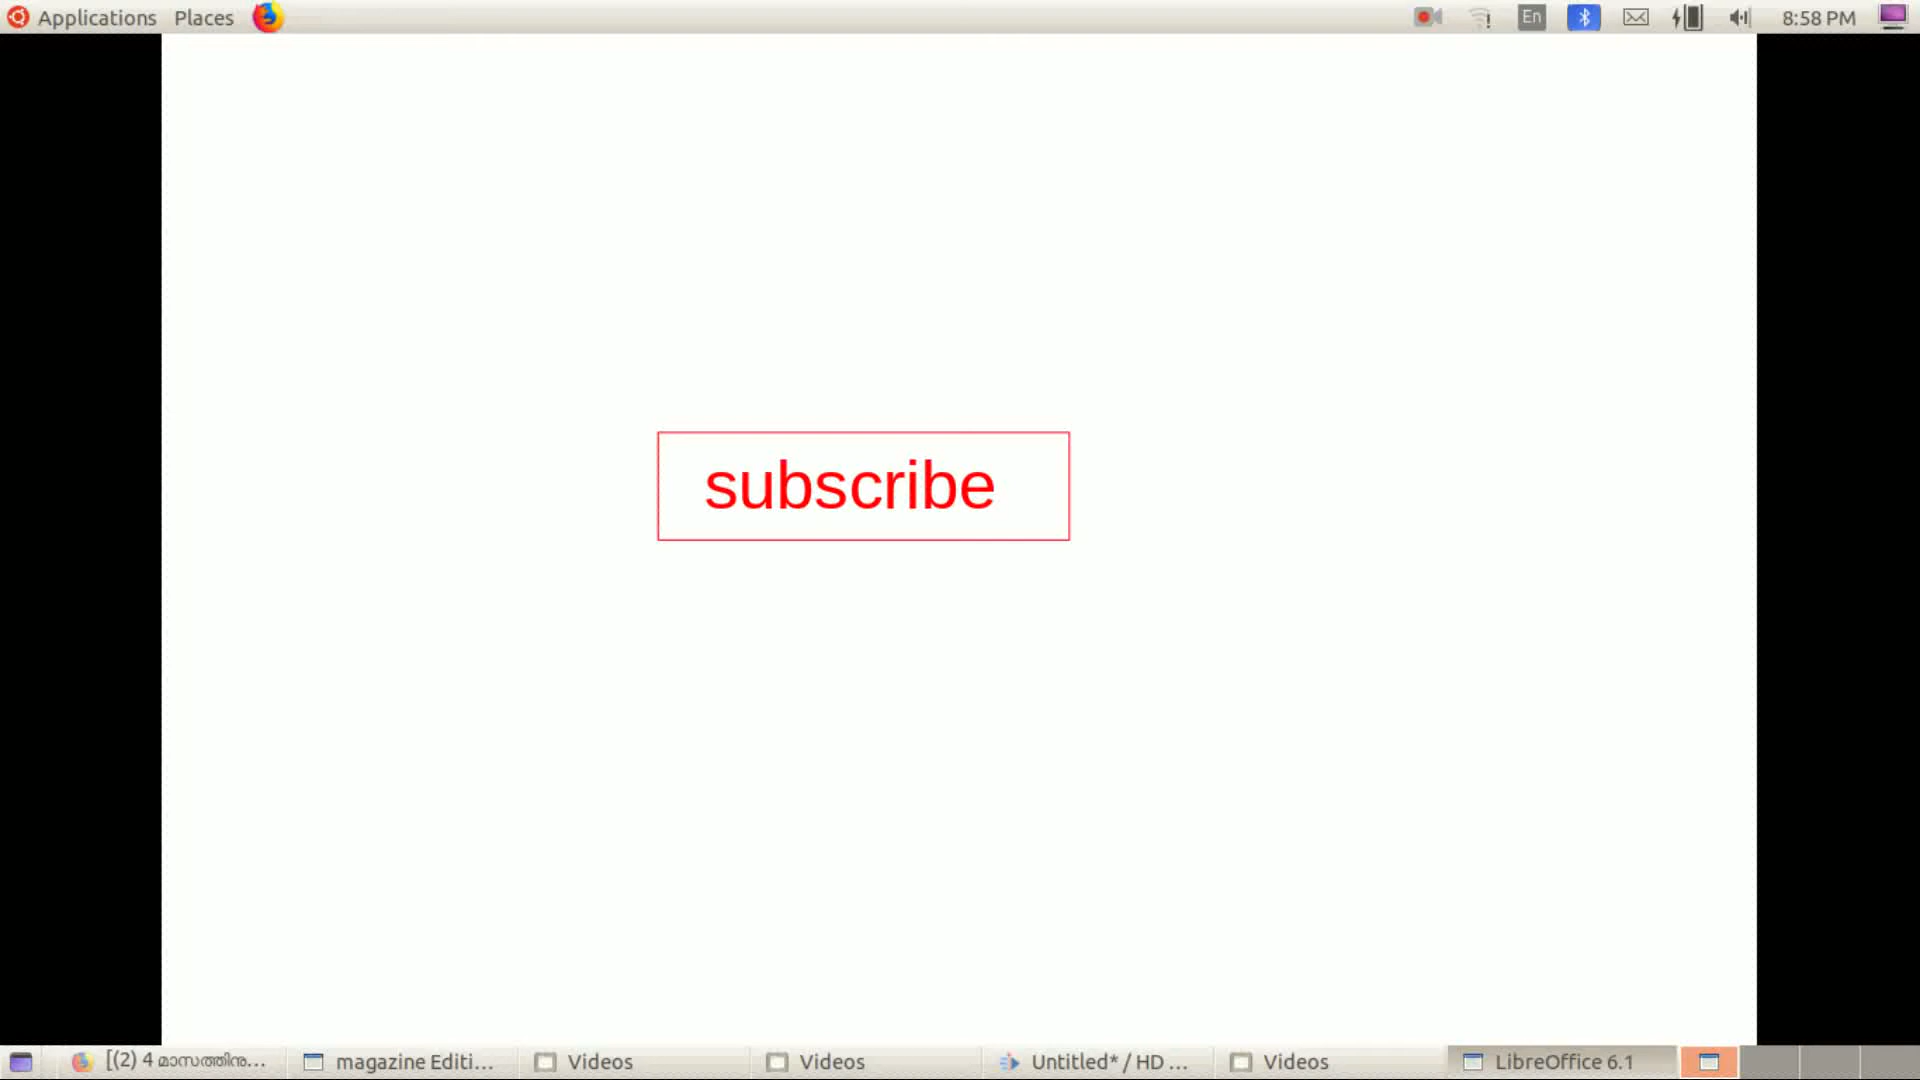 Applications Places En 8:58 PM
subscribe
[(2) 4 മാസത്തിനു... magazine Editi... Videos Videos Untitled* / HD ... Videos LibreOffice 6.1